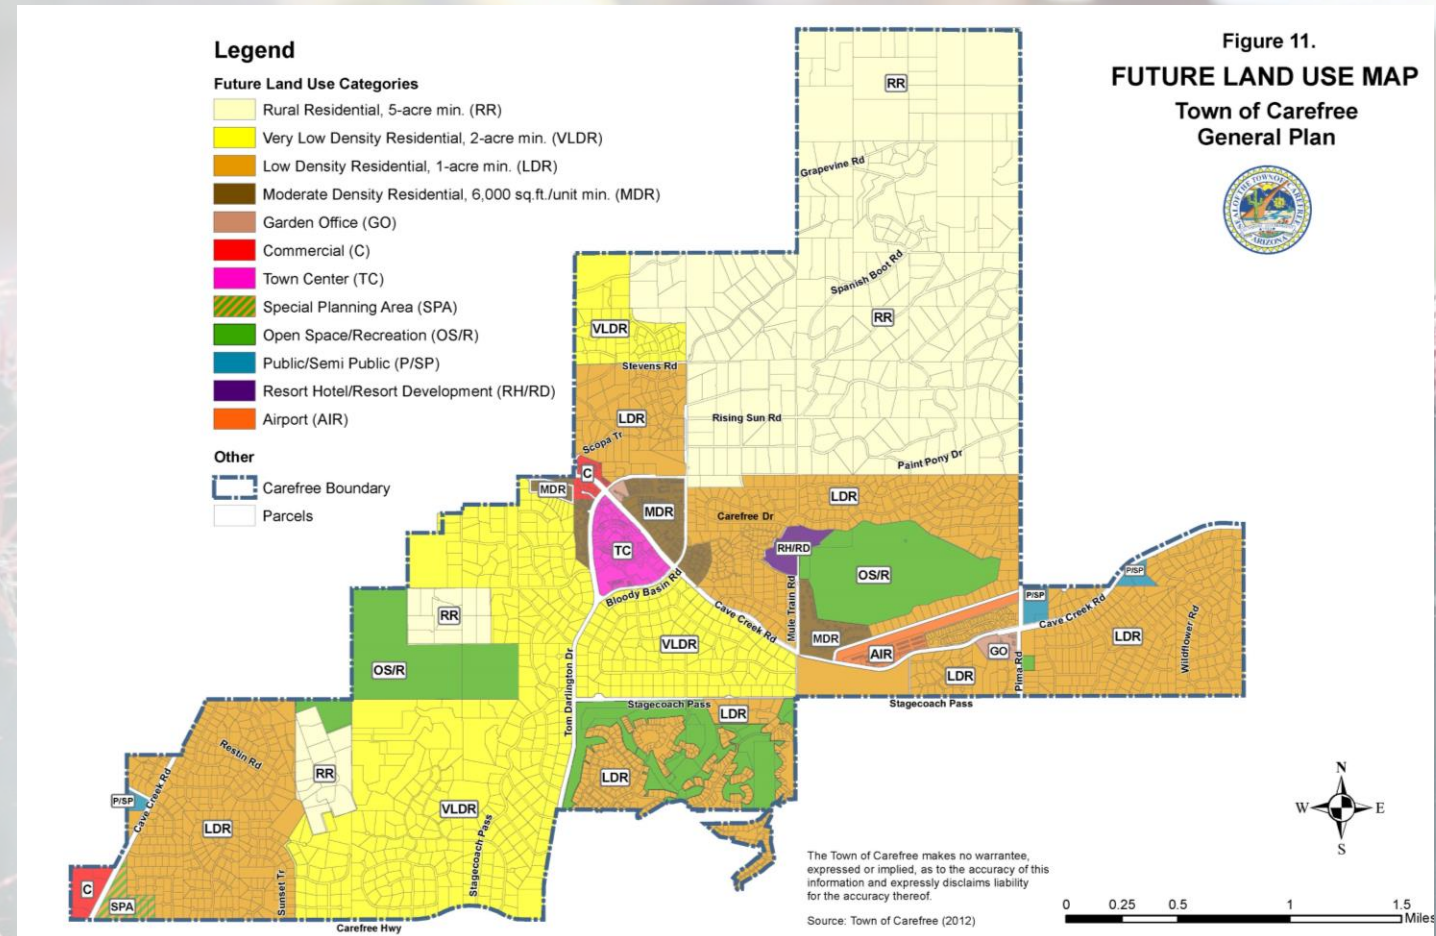 Legend
Future Land Use Categories
Rural Residential, 5-acre min. (RR)
Very Low Density Residential, 2-acre min. (VLDR)
Low Density Residential, 1-acre min. (LDR)
Moderate Density Residential, 6,000 sq.ft./unit min. (MDR)
Garden Office (GO)
Commercial (C)
Town Center (TC)
Special Planning Area (SPA)
Open Space/Recreation (OS/R)
Public/Semi Public (P/SP)
Resort Hotel/Resort Development (RH/RD)
Airport (AIR)
Other
Carefree Boundary
Parcels
Figure 11.
FUTURE LAND USE MAP
Town of Carefree
General Plan
SEAL OF THE TOWN OF CAREFREE
ARIZONA
RR
Grapevine Rd
Spanish Boot Rd
RR
VLDR
Stevens Rd
LDR
Rising Sun Rd
Scopa Tr
Paint Pony Dr
C
MDR
LDR
MDR
Carefree Dr
TC
RH/RD
OS/R
P/SP
Bloody Basin Rd
P/SP
RR
Cave Creek Rd
Mule Train Rd
Cave Creek Rd
MDR
LDR
Wildflower Rd
VLDR
AIR
GO
OS/R
Pima Rd
LDR
Tom Darlington Dr
Stagecoach Pass
Stagecoach Pass
LDR
Restin Rd
RR
LDR
P/SP
Cave Creek Rd
VLDR
LDR
Stagecoach Pass
Sunset Tr
C
SPA
Carefree Hwy
N
W
E
S
The Town of Carefree makes no warrantee,
expressed or implied, as to the accuracy of this
information and expressly disclaims liability
for the accuracy thereof.
Source: Town of Carefree (2012)
0 0.25 0.5 1 1.5
Miles